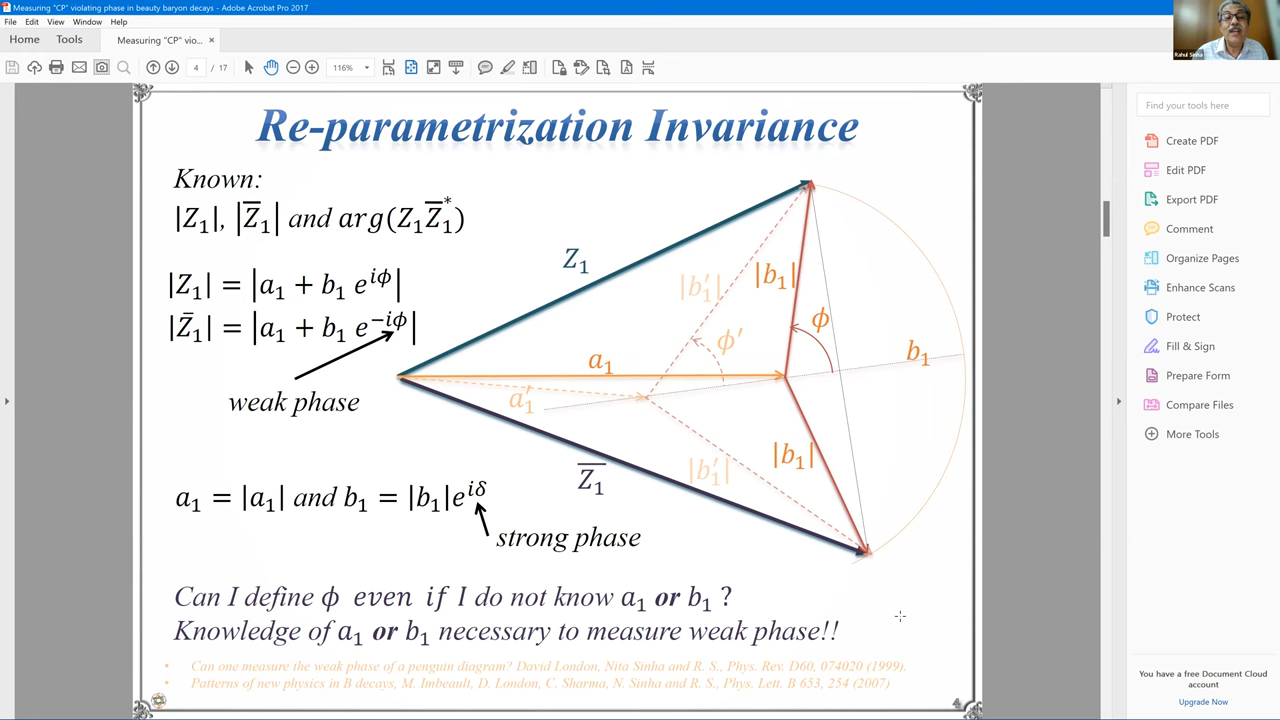 Measuring "CP" violating phase in beauty baryon decays - Adobe Acrobat Pro 2017
File Edit View Window Help
Home Tools Measuring "CP" vio... ×
4 / 17 116%
Rahul Sinha
Re-parametrization Invariance
Known:
|Z₁|, |Z̅₁| and arg(Z₁Z̅₁*)
|Z₁| = |a₁ + b₁ e^{iϕ}|
|Z̅₁| = |a₁ + b₁ e^{−iϕ}|
weak phase
Z₁
|b₁′|
|b₁|
ϕ
ϕ′
b₁
a₁
a₁′
|b₁|
|b₁′|
Z̅₁
a₁ = |a₁| and b₁ = |b₁|e^{iδ}
strong phase
Can I define ϕ even if I do not know a₁ or b₁ ?
Knowledge of a₁ or b₁ necessary to measure weak phase!!
• Can one measure the weak phase of a penguin diagram? David London, Nita Sinha and R. S., Phys. Rev. D60, 074020 (1999).
• Patterns of new physics in B decays, M. Imbeault, D. London, C. Sharma, N. Sinha and R. S., Phys. Lett. B 653, 254 (2007)
4
Find your tools here
Create PDF
Edit PDF
Export PDF
Comment
Organize Pages
Enhance Scans
Protect
Fill & Sign
Prepare Form
Compare Files
More Tools
You have a free Document Cloud
account
Upgrade Now